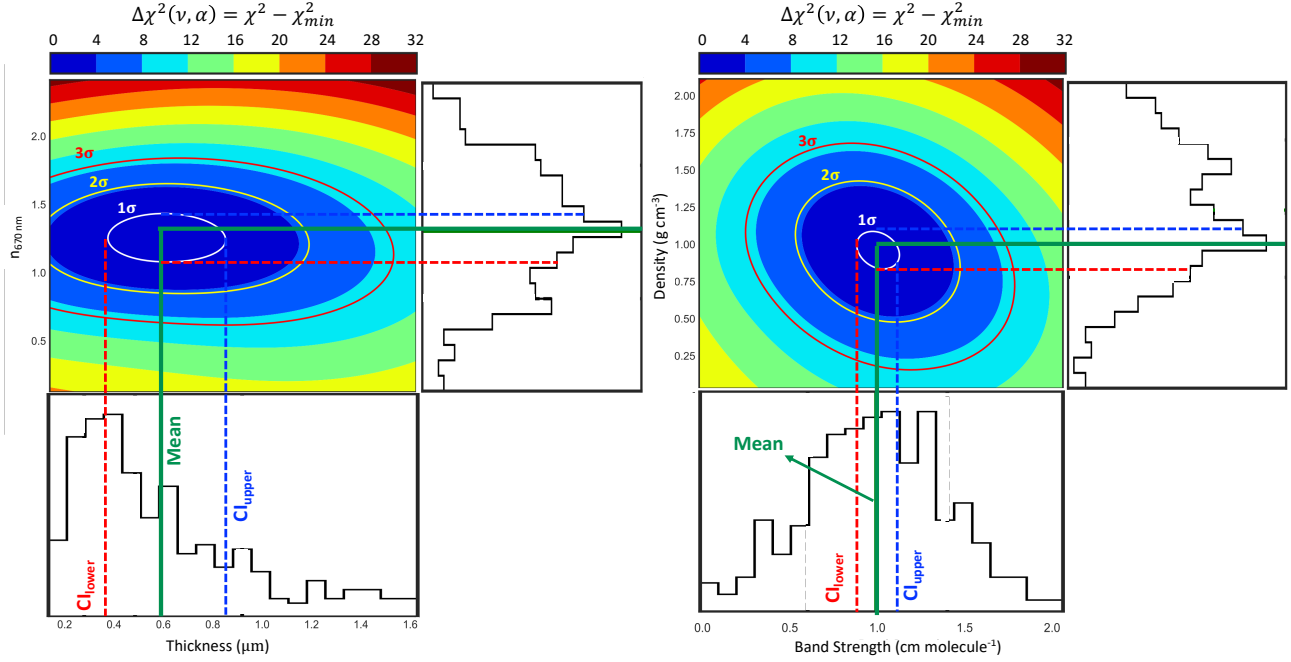 Δχ²(ν, α) = χ² − χ²min
0 4 8 12 16 20 24 28 32
n670 nm
2.0
1.5
1.0
0.5
3σ
2σ
1σ
Mean
CIlower
CIupper
0.2 0.4 0.6 0.8 1.0 1.2 1.4 1.6
Thickness (μm)
Δχ²(ν, α) = χ² − χ²min
0 4 8 12 16 20 24 28 32
Density (g cm⁻³)
2.00
1.75
1.50
1.25
1.00
0.75
0.50
0.25
3σ
2σ
1σ
Mean
CIlower
CIupper
0.0 0.5 1.0 1.5 2.0
Band Strength (cm molecule⁻¹)